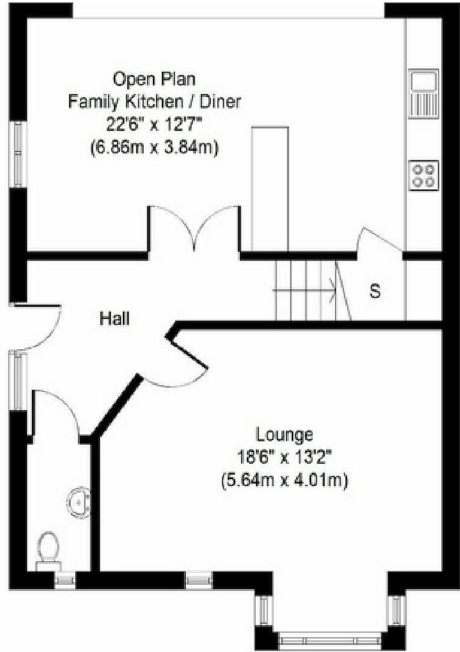 Open Plan
Family Kitchen / Diner
22'6" x 12'7"
(6.86m x 3.84m)
S
Hall
Lounge
18'6" x 13'2"
(5.64m x 4.01m)